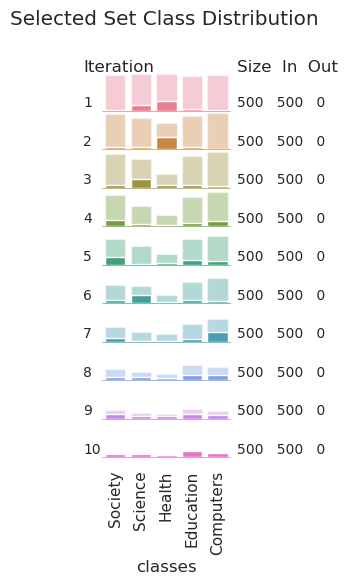 Selected Set Class Distribution
Iteration Size In Out
1 500 500 0
2 500 500 0
3 500 500 0
4 500 500 0
5 500 500 0
6 500 500 0
7 500 500 0
8 500 500 0
9 500 500 0
10 500 500 0
Society
Science
Health
Education
Computers
classes